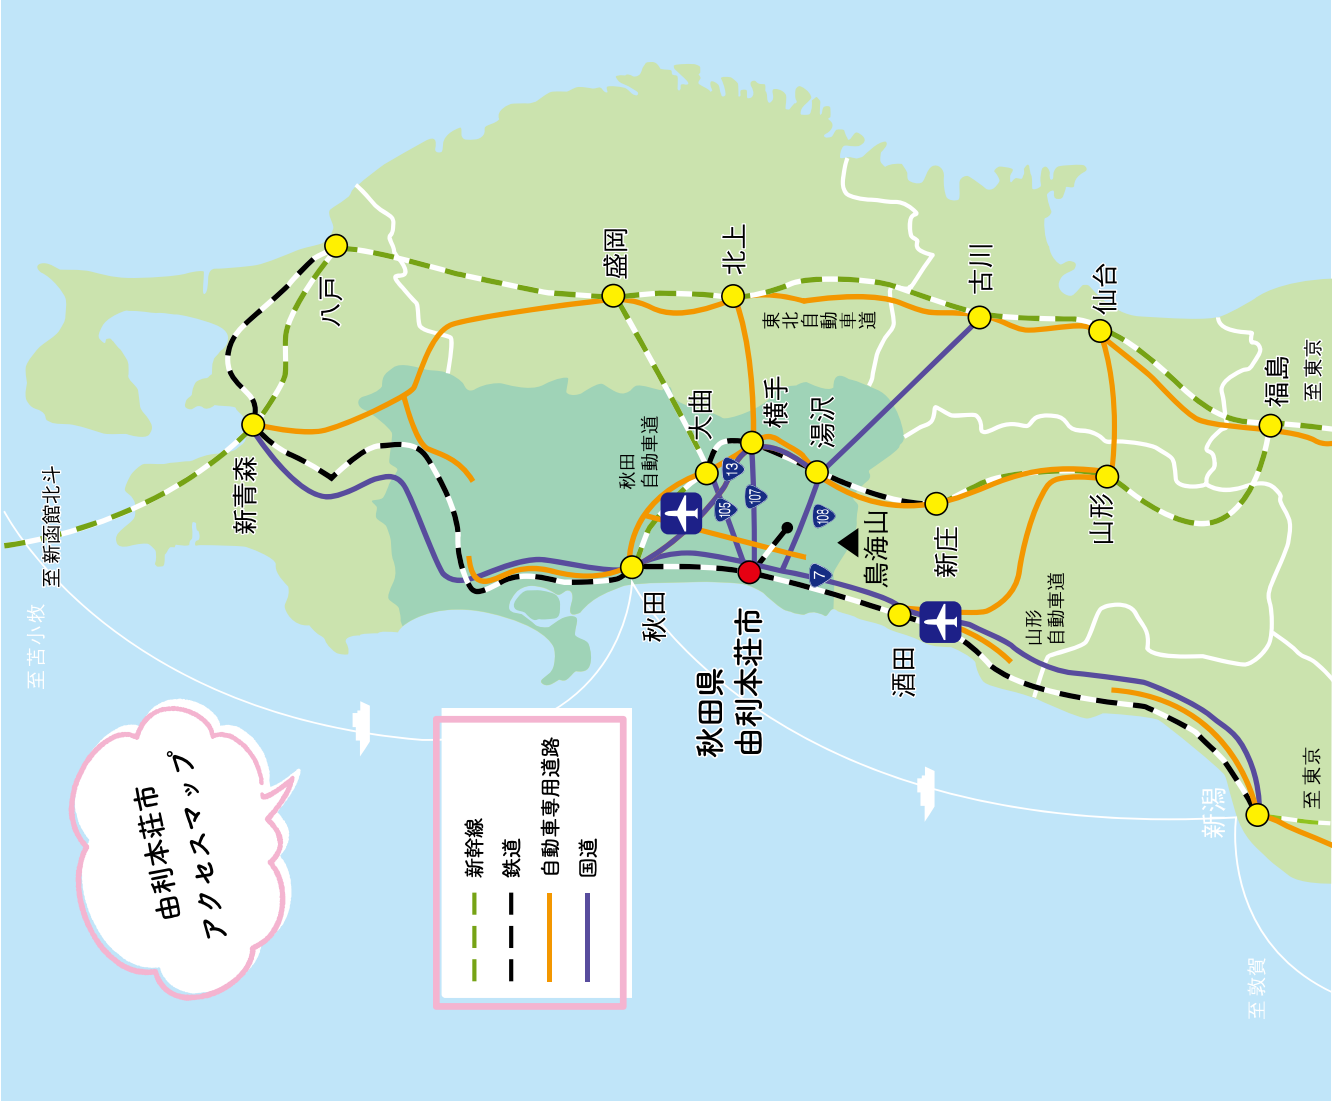 由利本荘市
アクセスマップ
至 新函館北斗
至 苫小牧
新青森
八戸
盛岡
北上
東北自動車道
古川
仙台
福島
至 東京
大曲
横手
湯沢
秋田
自動車道
13
105
107
108
7
鳥海山
新庄
山形
秋田
秋田県
由利本荘市
酒田
山形
自動車道
新潟
至 東京
至 敦賀
新幹線
鉄道
自動車専用道路
国道